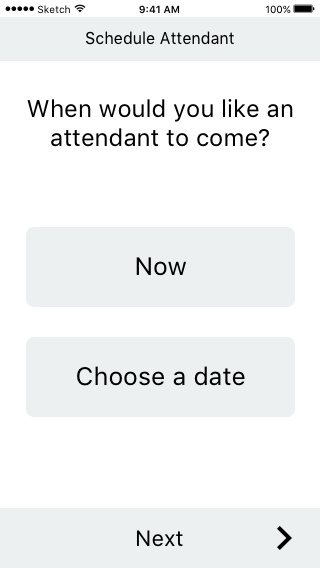 Sketch 9:41 AM 100%
Schedule Attendant
When would you like an
attendant to come?
Now
Choose a date
Next